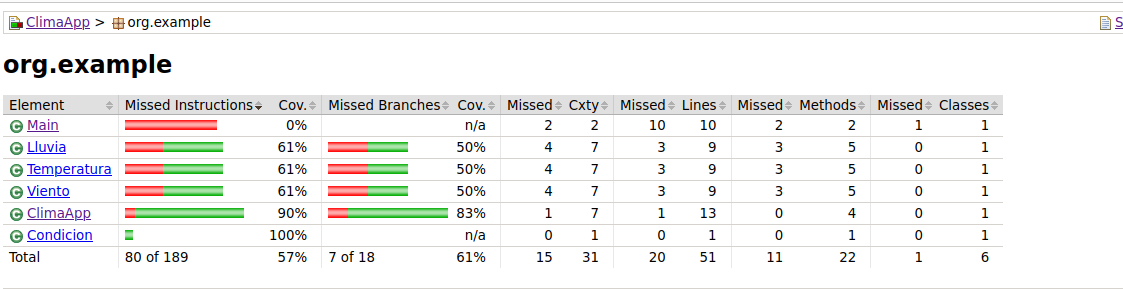 ClimaApp > org.example S
org.example
Element Missed Instructions Cov. Missed Branches Cov. Missed Cxty Missed Lines Missed Methods Missed Classes
Main 0% n/a 2 2 10 10 2 2 1 1
Lluvia 61% 50% 4 7 3 9 3 5 0 1
Temperatura 61% 50% 4 7 3 9 3 5 0 1
Viento 61% 50% 4 7 3 9 3 5 0 1
ClimaApp 90% 83% 1 7 1 13 0 4 0 1
Condicion 100% n/a 0 1 0 1 0 1 0 1
Total 80 of 189 57% 7 of 18 61% 15 31 20 51 11 22 1 6